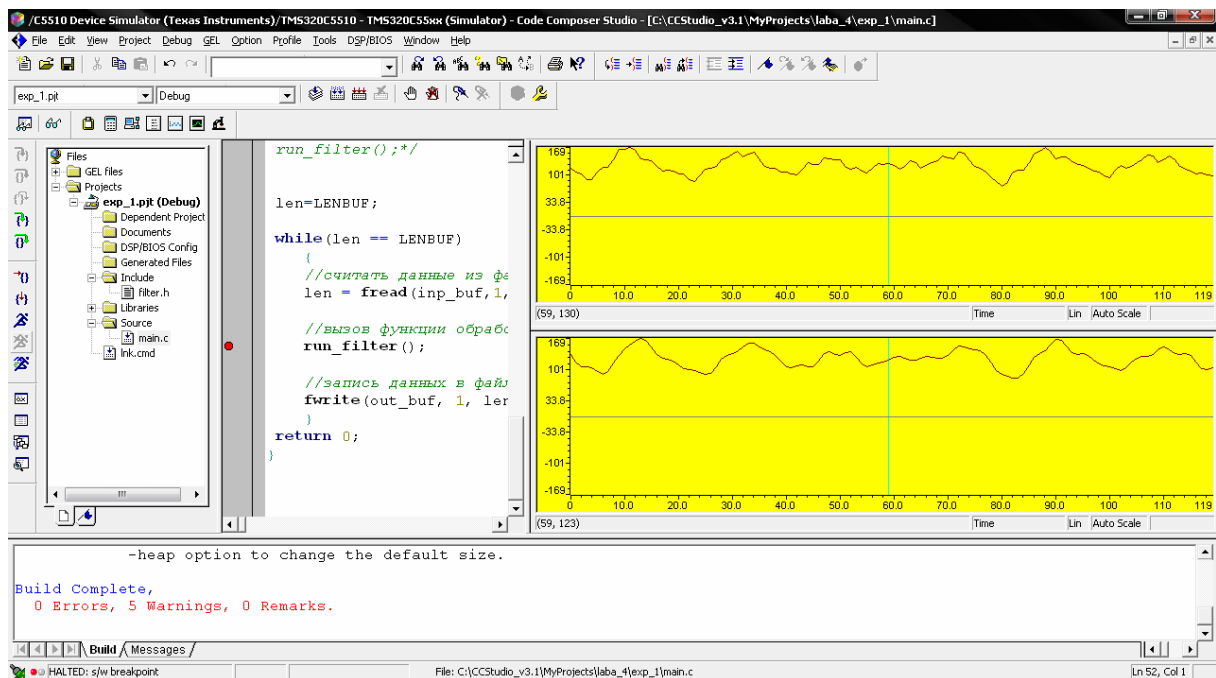 /C5510 Device Simulator (Texas Instruments)/TMS320C5510 - TMS320C55xx (Simulator) - Code Composer Studio - [C:\CCStudio_v3.1\MyProjects\laba_4\exp_1\main.c]
File Edit View Project Debug GEL Option Profile Tools DSP/BIOS Window Help
exp_1.pjt Debug
Files
GEL files
Projects
exp_1.pjt (Debug)
Dependent Project
Documents
DSP/BIOS Config
Generated Files
Include
filter.h
Libraries
Source
main.c
lnk.cmd
run_filter();*/
len=LENBUF;
while(len == LENBUF)
{
//считать данные из фа
len = fread(inp_buf,1,
//вызов функции обрабо
run_filter();
//запись данных в файл
fwrite(out_buf, 1, len
}
return 0;
}
169
101
33.8
-33.8
-101
-169
0 10.0 20.0 30.0 40.0 50.0 60.0 70.0 80.0 90.0 100 110 119
(59, 130) Time Lin Auto Scale
169
101
33.8
-33.8
-101
-169
0 10.0 20.0 30.0 40.0 50.0 60.0 70.0 80.0 90.0 100 110 119
(59, 123) Time Lin Auto Scale
-heap option to change the default size.
Build Complete,
0 Errors, 5 Warnings, 0 Remarks.
Build Messages
HALTED: s/w breakpoint File: C:\CCStudio_v3.1\MyProjects\laba_4\exp_1\main.c Ln 52, Col 1